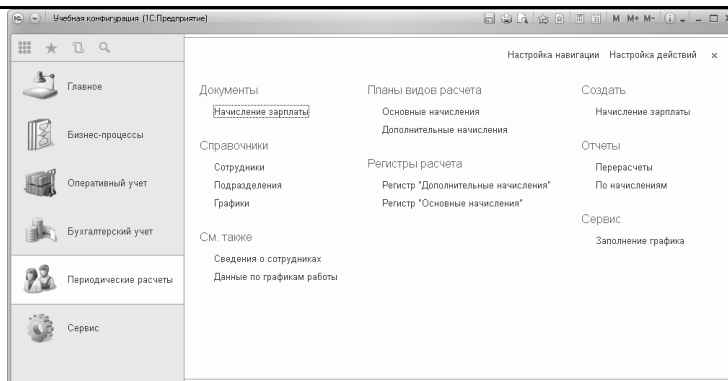 Учебная конфигурация (1С:Предприятие)
M M+ M-
Настройка навигации Настройка действий
Главное
Бизнес-процессы
Оперативный учет
Бухгалтерский учет
Периодические расчеты
Сервис
Документы
Начисление зарплаты
Справочники
Сотрудники
Подразделения
Графики
См. также
Сведения о сотрудниках
Данные по графикам работы
Планы видов расчета
Основные начисления
Дополнительные начисления
Регистры расчета
Регистр "Дополнительные начисления"
Регистр "Основные начисления"
Создать
Начисление зарплаты
Отчеты
Перерасчеты
По начислениям
Сервис
Заполнение графика